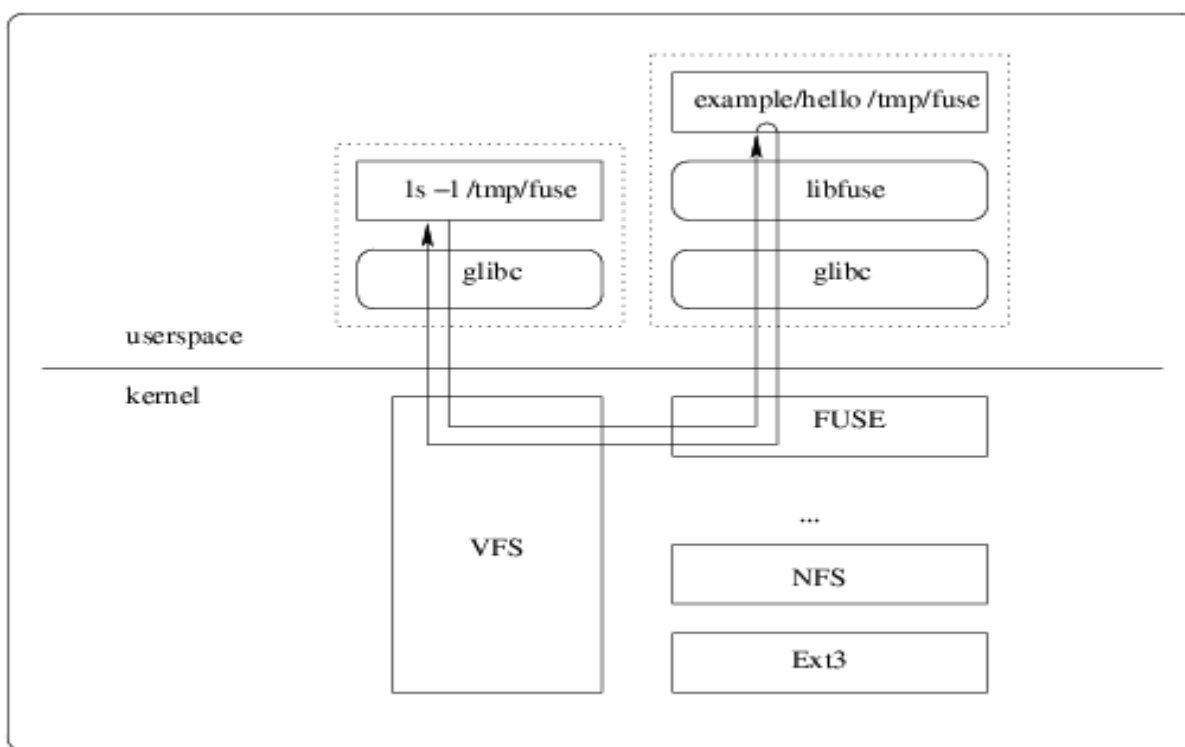 example/hello /tmp/fuse
ls –l /tmp/fuse
libfuse
glibc
glibc
userspace
kernel
FUSE
...
VFS
NFS
Ext3